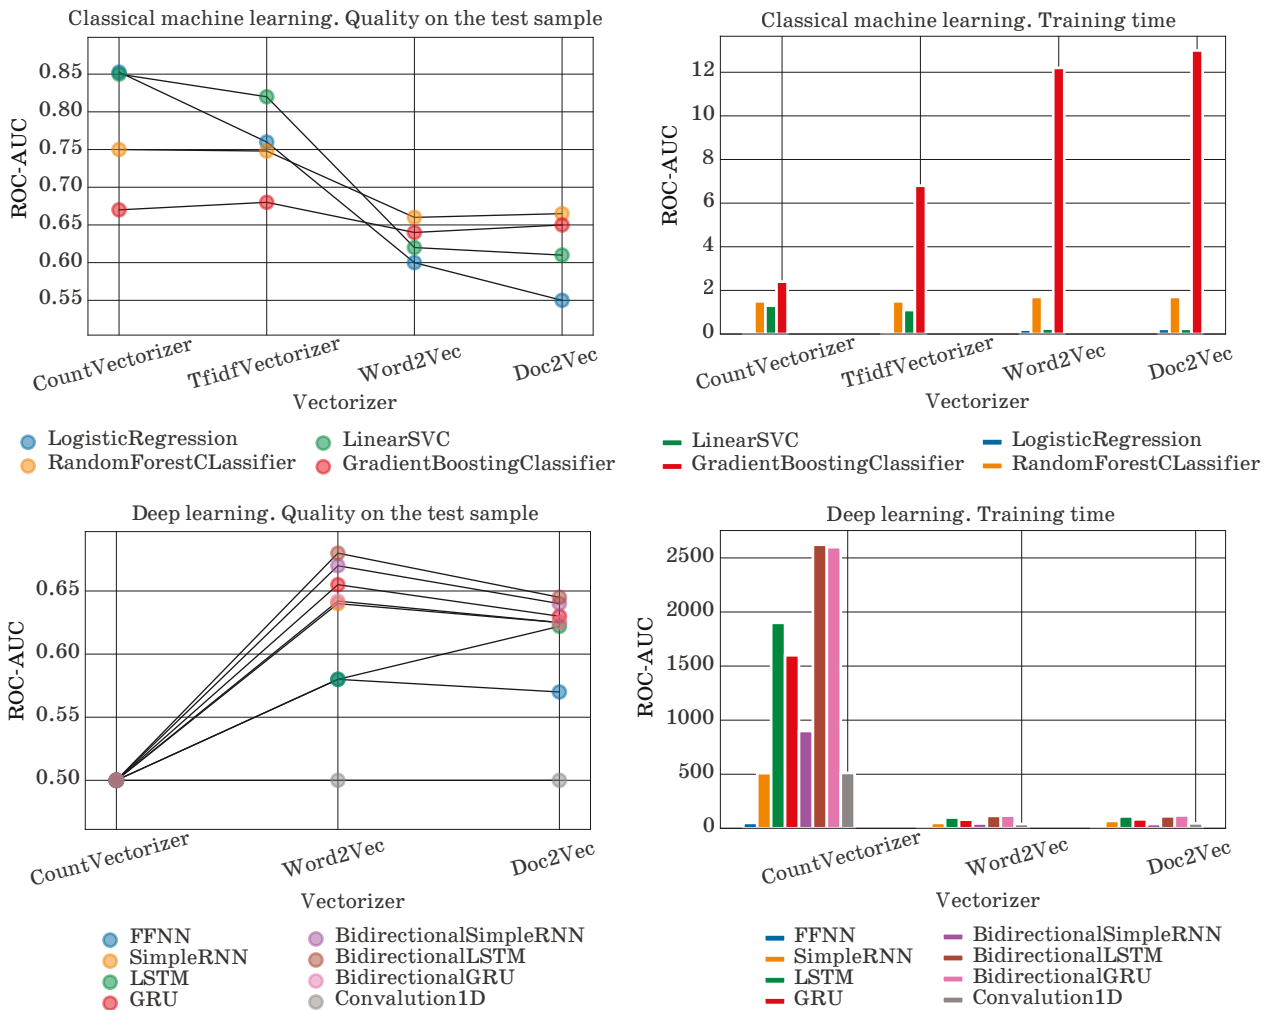 Classical machine learning. Quality on the test sample
ROC-AUC
0.85
0.80
0.75
0.70
0.65
0.60
0.55
CountVectorizer
TfidfVectorizer
Word2Vec
Doc2Vec
Vectorizer
LogisticRegression
RandomForestCLassifier
LinearSVC
GradientBoostingClassifier
Classical machine learning. Training time
ROC-AUC
12
10
8
6
4
2
0
CountVectorizer
TfidfVectorizer
Word2Vec
Doc2Vec
Vectorizer
LinearSVC
GradientBoostingClassifier
LogisticRegression
RandomForestCLassifier
Deep learning. Quality on the test sample
ROC-AUC
0.65
0.60
0.55
0.50
CountVectorizer
Word2Vec
Doc2Vec
Vectorizer
FFNN
SimpleRNN
LSTM
GRU
BidirectionalSimpleRNN
BidirectionalLSTM
BidirectionalGRU
Convalution1D
Deep learning. Training time
ROC-AUC
2500
2000
1500
1000
500
0
CountVectorizer
Word2Vec
Doc2Vec
Vectorizer
FFNN
SimpleRNN
LSTM
GRU
BidirectionalSimpleRNN
BidirectionalLSTM
BidirectionalGRU
Convalution1D